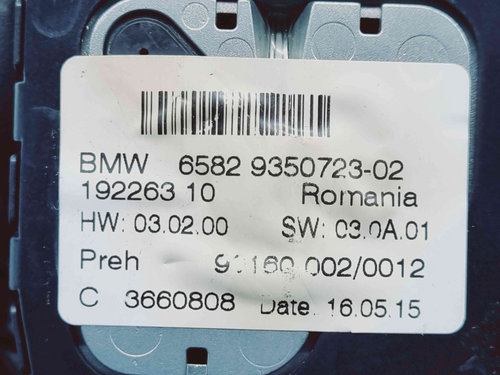 BMW 6582 9350723-02
192263 10 Romania
HW: 03.02.00 SW: 03.0A.01
Preh 002/0012
C 3660808 Date: 16.05.15